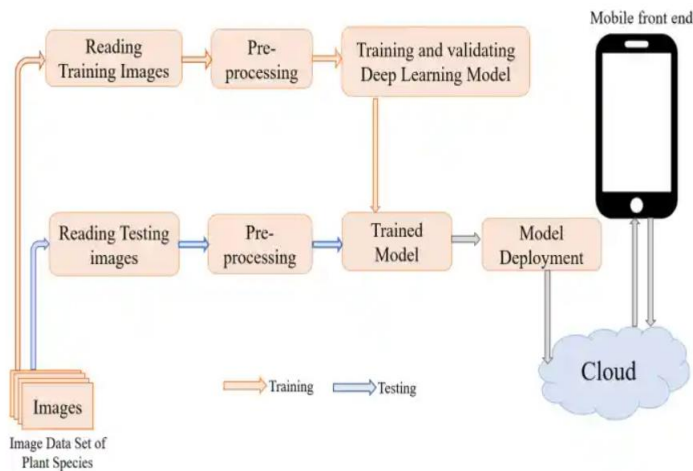 Mobile front end
Reading
Training Images
Pre-
processing
Training and validating
Deep Learning Model
Reading Testing
images
Pre-
processing
Trained
Model
Model
Deployment
Cloud
Images
Training
Testing
Image Data Set of
Plant Species